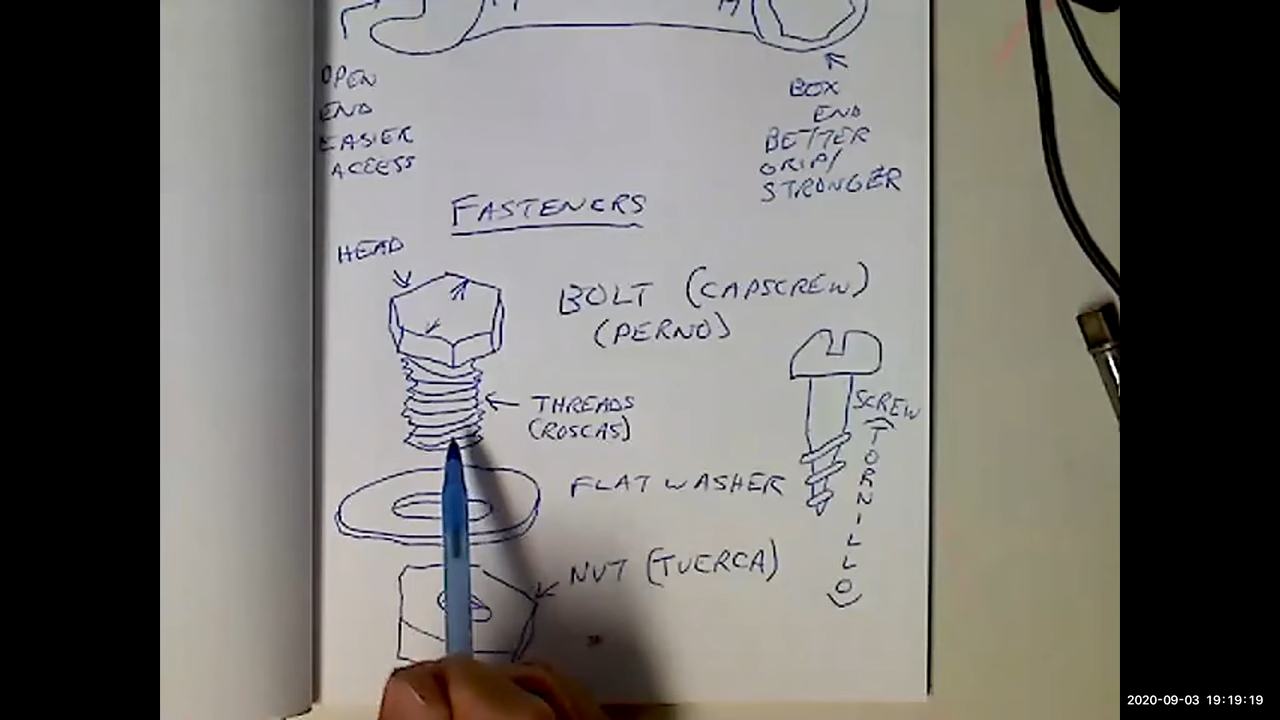 OPEN
END
EASIER
ACCESS
BOX
END
BETTER
GRIP/
STRONGER
FASTENERS
HEAD
BOLT (CAPSCREW)
(PERNO)
THREADS
(ROSCAS)
SCREW
(TORNILLO)
FLAT WASHER
NUT (TUERCA)
2020-09-03 19:19:19